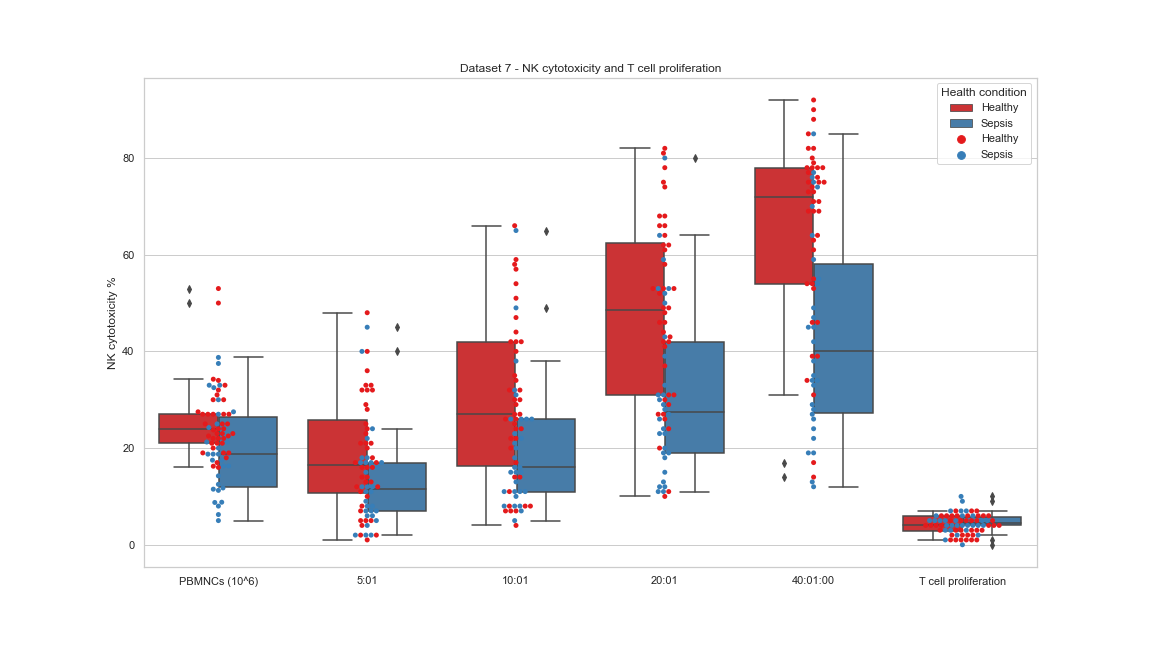 Dataset 7 - NK cytotoxicity and T cell proliferation
Health condition
Healthy
Sepsis
Healthy
Sepsis
NK cytotoxicity %
80
60
40
20
0
PBMNCs (10^6)
5:01
10:01
20:01
40:01:00
T cell proliferation